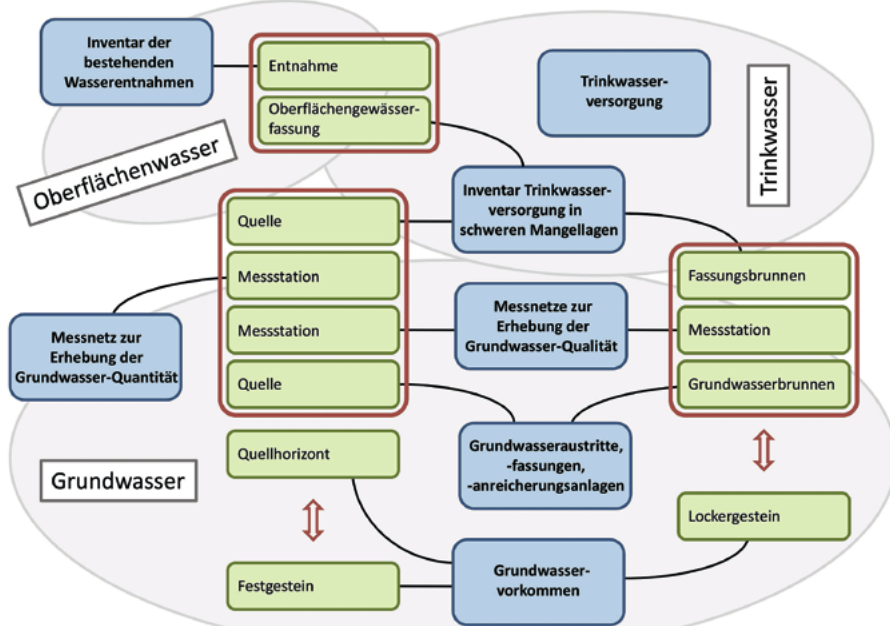 Inventar der
bestehenden
Wasserentnahmen
Entnahme
Oberflächengewässer-
fassung
Trinkwasser-
versorgung
Trinkwasser
Oberflächenwasser
Inventar Trinkwasser-
versorgung in
schweren Mangellagen
Quelle
Messstation
Messstation
Quelle
Fassungsbrunnen
Messstation
Grundwasserbrunnen
Messnetz zur
Erhebung der
Grundwasser-Quantität
Messnetze zur
Erhebung der
Grundwasser-Qualität
Grundwasser
Quellhorizont
Grundwasseraustritte,
-fassungen,
-anreicherungsanlagen
Lockergestein
Festgestein
Grundwasser-
vorkommen